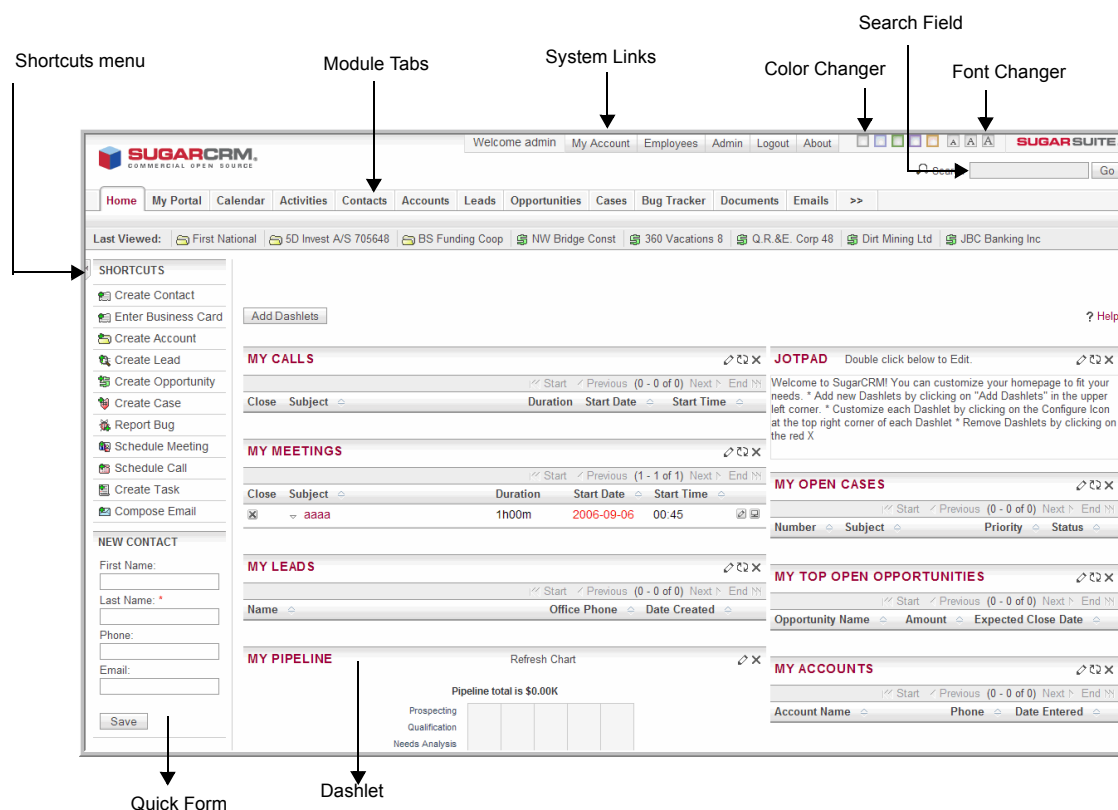 Search Field
Shortcuts menu
Module Tabs
System Links
Color Changer
Font Changer
Welcome admin My Account Employees Admin Logout About
A A A
SUGARSUITE
SUGARCRM.
COMMERCIAL OPEN SOURCE
Go
Home My Portal Calendar Activities Contacts Accounts Leads Opportunities Cases Bug Tracker Documents Emails >>
Last Viewed: First National 5D Invest A/S 705648 BS Funding Coop NW Bridge Const 360 Vacations 8 Q.R.&E. Corp 48 Dirt Mining Ltd JBC Banking Inc
SHORTCUTS
Create Contact
Enter Business Card
Create Account
Create Lead
Create Opportunity
Create Case
Report Bug
Schedule Meeting
Schedule Call
Create Task
Compose Email
NEW CONTACT
First Name:
Last Name: *
Phone:
Email:
Save
Add Dashlets
? Help
MY CALLS
Start Previous (0 - 0 of 0) Next End
Close Subject Duration Start Date Start Time
MY MEETINGS
Start Previous (1 - 1 of 1) Next End
Close Subject Duration Start Date Start Time
aaaa 1h00m 2006-09-06 00:45
MY LEADS
Start Previous (0 - 0 of 0) Next End
Name Office Phone Date Created
MY PIPELINE Refresh Chart
Pipeline total is $0.00K
Prospecting
Qualification
Needs Analysis
JOTPAD Double click below to Edit.
Welcome to SugarCRM! You can customize your homepage to fit your
needs. * Add new Dashlets by clicking on "Add Dashlets" in the upper
left corner. * Customize each Dashlet by clicking on the Configure Icon
at the top right corner of each Dashlet * Remove Dashlets by clicking on
the red X
MY OPEN CASES
Start Previous (0 - 0 of 0) Next End
Number Subject Priority Status
MY TOP OPEN OPPORTUNITIES
Start Previous (0 - 0 of 0) Next End
Opportunity Name Amount Expected Close Date
MY ACCOUNTS
Start Previous (0 - 0 of 0) Next End
Account Name Phone Date Entered
Quick Form
Dashlet